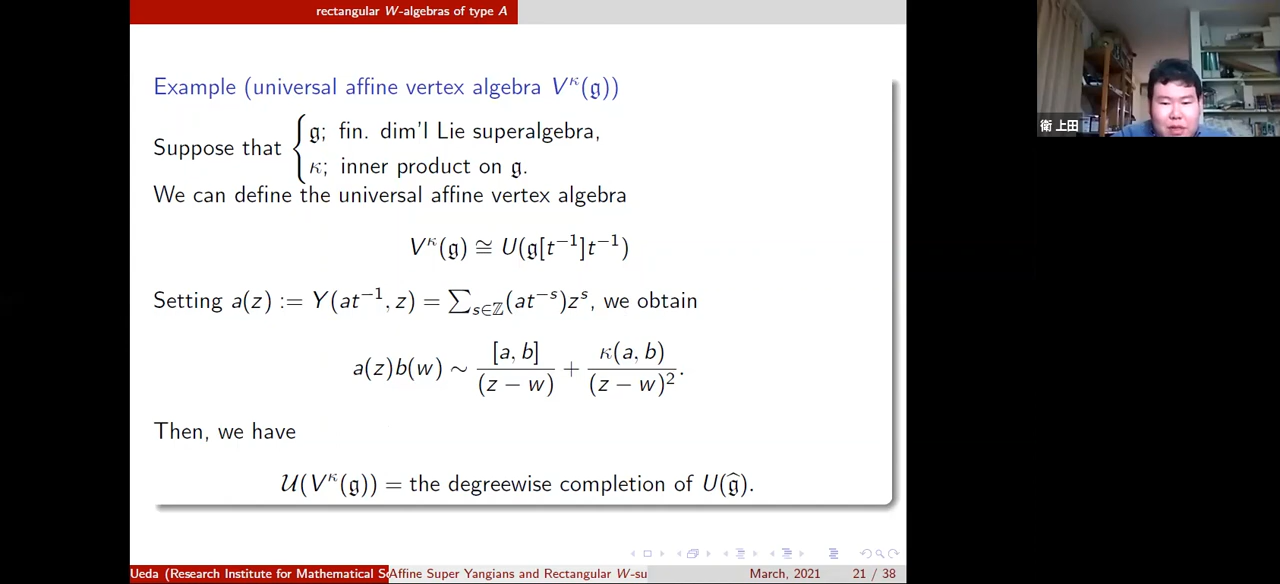 rectangular W-algebras of type A
Example (universal affine vertex algebra V^κ(𝔤))
Suppose that { 𝔤; fin. dim'l Lie superalgebra,
κ; inner product on 𝔤.
We can define the universal affine vertex algebra
V^κ(𝔤) ≅ U(𝔤[t^{-1}]t^{-1})
Setting a(z) := Y(at^{-1}, z) = ∑_{s∈ℤ}(at^{-s})z^s, we obtain
a(z)b(w) ∼ [a, b]/(z − w) + κ(a, b)/(z − w)^2.
Then, we have
𝒰(V^κ(𝔤)) = the degreewise completion of U(𝔤̂).
Ueda (Research Institute for Mathematical S Affine Super Yangians and Rectangular W-su March, 2021 21 / 38
衛 上田